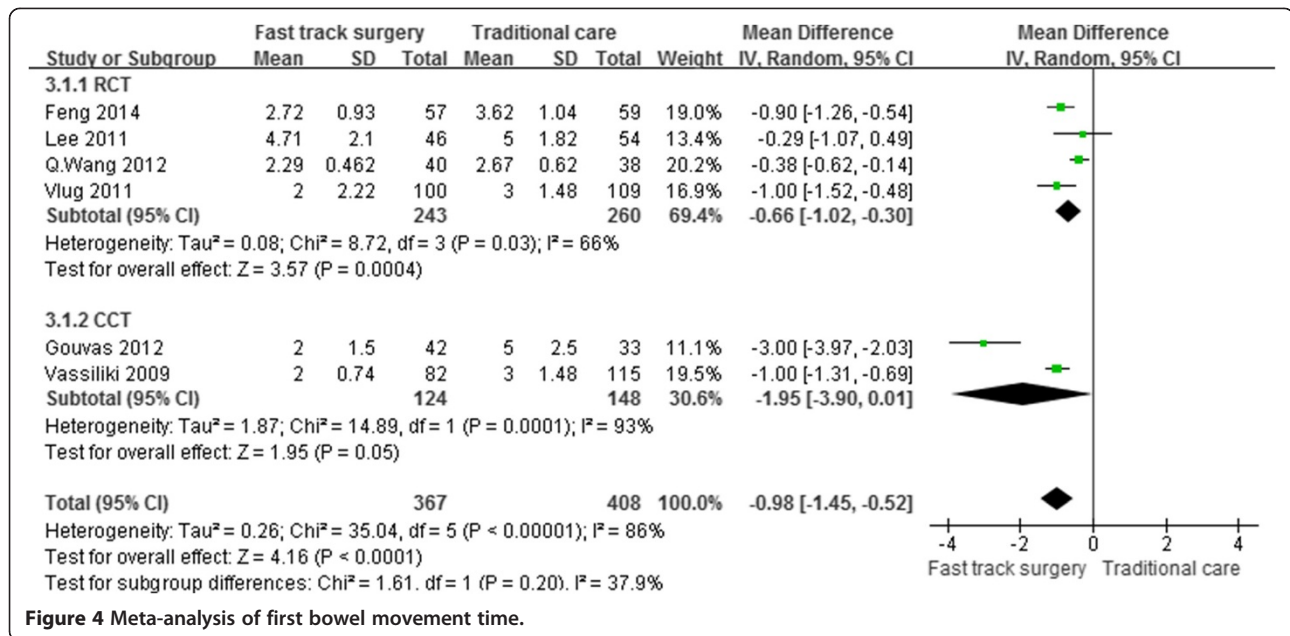 Fast track surgery Traditional care Mean Difference Mean Difference
Study or Subgroup Mean SD Total Mean SD Total Weight IV, Random, 95% CI IV, Random, 95% CI
3.1.1 RCT
Feng 2014 2.72 0.93 57 3.62 1.04 59 19.0% -0.90 [-1.26, -0.54]
Lee 2011 4.71 2.1 46 5 1.82 54 13.4% -0.29 [-1.07, 0.49]
Q.Wang 2012 2.29 0.462 40 2.67 0.62 38 20.2% -0.38 [-0.62, -0.14]
Vlug 2011 2 2.22 100 3 1.48 109 16.9% -1.00 [-1.52, -0.48]
Subtotal (95% CI) 243 260 69.4% -0.66 [-1.02, -0.30]
Heterogeneity: Tau² = 0.08; Chi² = 8.72, df = 3 (P = 0.03); I² = 66%
Test for overall effect: Z = 3.57 (P = 0.0004)
3.1.2 CCT
Gouvas 2012 2 1.5 42 5 2.5 33 11.1% -3.00 [-3.97, -2.03]
Vassiliki 2009 2 0.74 82 3 1.48 115 19.5% -1.00 [-1.31, -0.69]
Subtotal (95% CI) 124 148 30.6% -1.95 [-3.90, 0.01]
Heterogeneity: Tau² = 1.87; Chi² = 14.89, df = 1 (P = 0.0001); I² = 93%
Test for overall effect: Z = 1.95 (P = 0.05)
Total (95% CI) 367 408 100.0% -0.98 [-1.45, -0.52]
Heterogeneity: Tau² = 0.26; Chi² = 35.04, df = 5 (P < 0.00001); I² = 86%
Test for overall effect: Z = 4.16 (P < 0.0001)
Test for subgroup differences: Chi² = 1.61. df = 1 (P = 0.20). I² = 37.9%
-4 -2 0 2 4
Fast track surgery Traditional care
Figure 4 Meta-analysis of first bowel movement time.